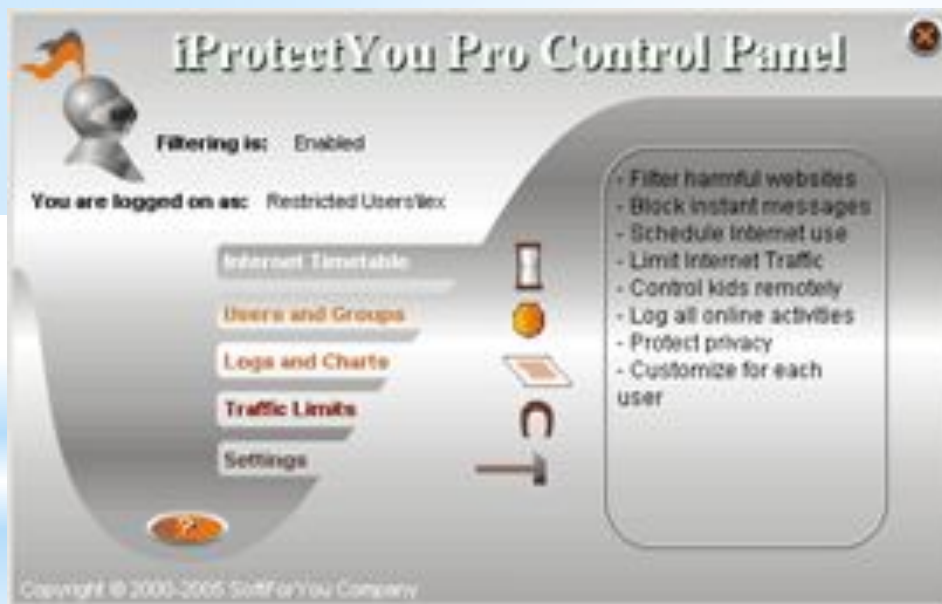 iProtectYou Pro Control Panel
Filtering is: Enabled
You are logged on as: Restricted Users\lex
Internet Timetable
Users and Groups
Logs and Charts
Traffic Limits
Settings
?
- Filter harmful websites
- Block instant messages
- Schedule Internet use
- Limit Internet Traffic
- Control kids remotely
- Log all online activities
- Protect privacy
- Customize for each
user
Copyright © 2000-2005 SoftForYou Company